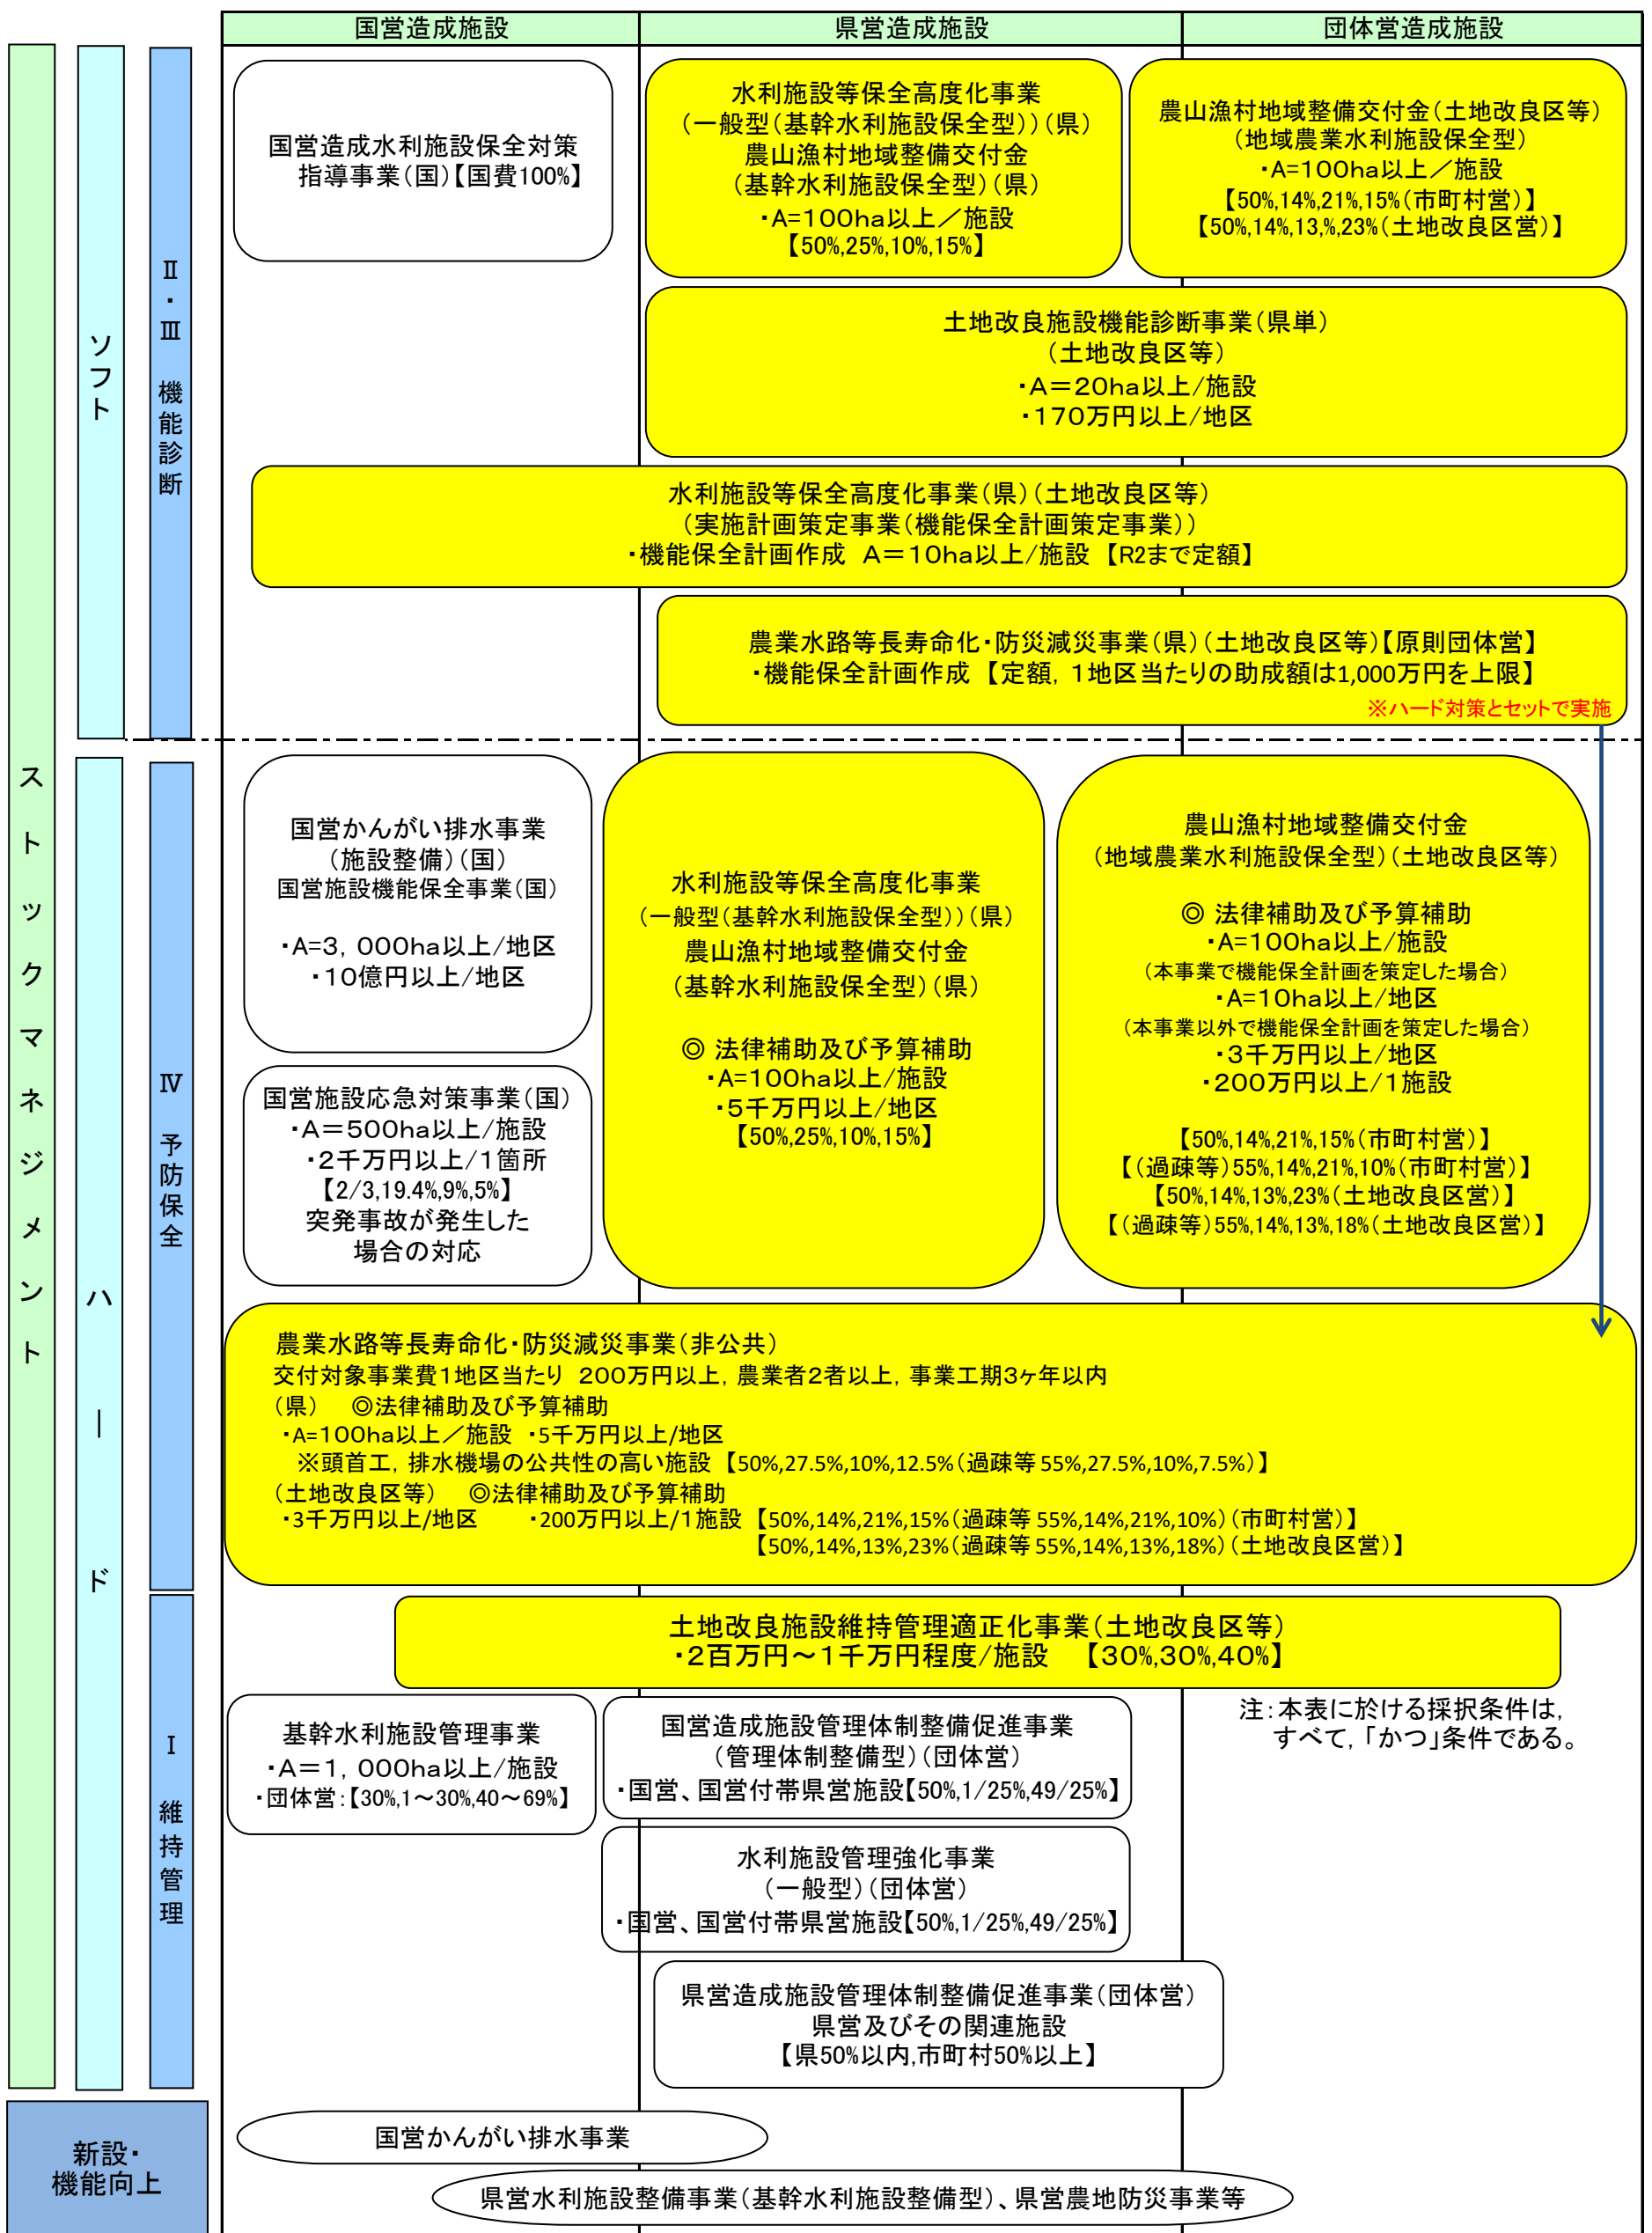 国営造成施設
県営造成施設
団体営造成施設
ストックマネジメント
ソフト
Ⅱ・Ⅲ 機能診断
国営造成水利施設保全対策
指導事業(国)【国費100%】
水利施設等保全高度化事業
(一般型(基幹水利施設保全型))(県)
農山漁村地域整備交付金
(基幹水利施設保全型)(県)
・A=100ha以上/施設
【50%,25%,10%,15%】
農山漁村地域整備交付金(土地改良区等)
(地域農業水利施設保全型)
・A=100ha以上/施設
【50%,14%,21%,15%(市町村営)】
【50%,14%,13,%,23%(土地改良区営)】
土地改良施設機能診断事業(県単)
(土地改良区等)
・A=20ha以上/施設
・170万円以上/地区
水利施設等保全高度化事業(県)(土地改良区等)
(実施計画策定事業(機能保全計画策定事業))
・機能保全計画作成 A=10ha以上/施設 【R2まで定額】
農業水路等長寿命化・防災減災事業(県)(土地改良区等)【原則団体営】
・機能保全計画作成 【定額, 1地区当たりの助成額は1,000万円を上限】
※ハード対策とセットで実施
ハード
Ⅳ 予防保全
国営かんがい排水事業
(施設整備)(国)
国営施設機能保全事業(国)
・A=3, 000ha以上/地区
・10億円以上/地区
国営施設応急対策事業(国)
・A=500ha以上/施設
・2千万円以上/1箇所
【2/3,19.4%,9%,5%】
突発事故が発生した
場合の対応
水利施設等保全高度化事業
(一般型(基幹水利施設保全型))(県)
農山漁村地域整備交付金
(基幹水利施設保全型)(県)
◎ 法律補助及び予算補助
・A=100ha以上/施設
・5千万円以上/地区
【50%,25%,10%,15%】
農山漁村地域整備交付金
(地域農業水利施設保全型)(土地改良区等)
◎ 法律補助及び予算補助
・A=100ha以上/施設
(本事業で機能保全計画を策定した場合)
・A=10ha以上/地区
(本事業以外で機能保全計画を策定した場合)
・3千万円以上/地区
・200万円以上/1施設
【50%,14%,21%,15%(市町村営)】
【(過疎等)55%,14%,21%,10%(市町村営)】
【50%,14%,13%,23%(土地改良区営)】
【(過疎等)55%,14%,13%,18%(土地改良区営)】
農業水路等長寿命化・防災減災事業(非公共)
交付対象事業費1地区当たり 200万円以上, 農業者2者以上, 事業工期3ヶ年以内
(県) ◎法律補助及び予算補助
・A=100ha以上/施設 ・5千万円以上/地区
※頭首工, 排水機場の公共性の高い施設 【50%,27.5%,10%,12.5%(過疎等 55%,27.5%,10%,7.5%)】
(土地改良区等) ◎法律補助及び予算補助
・3千万円以上/地区 ・200万円以上/1施設 【50%,14%,21%,15%(過疎等 55%,14%,21%,10%)(市町村営)】
【50%,14%,13%,23%(過疎等 55%,14%,13%,18%)(土地改良区営)】
Ⅰ 維持管理
土地改良施設維持管理適正化事業(土地改良区等)
・2百万円~1千万円程度/施設 【30%,30%,40%】
注:本表に於ける採択条件は,
すべて,「かつ」条件である。
基幹水利施設管理事業
・A=1, 000ha以上/施設
・団体営:【30%,1~30%,40~69%】
国営造成施設管理体制整備促進事業
(管理体制整備型)(団体営)
・国営、国営付帯県営施設【50%,1/25%,49/25%】
水利施設管理強化事業
(一般型)(団体営)
・国営、国営付帯県営施設【50%,1/25%,49/25%】
県営造成施設管理体制整備促進事業(団体営)
県営及びその関連施設
【県50%以内,市町村50%以上】
新設・
機能向上
国営かんがい排水事業
県営水利施設整備事業(基幹水利施設整備型)、県営農地防災事業等